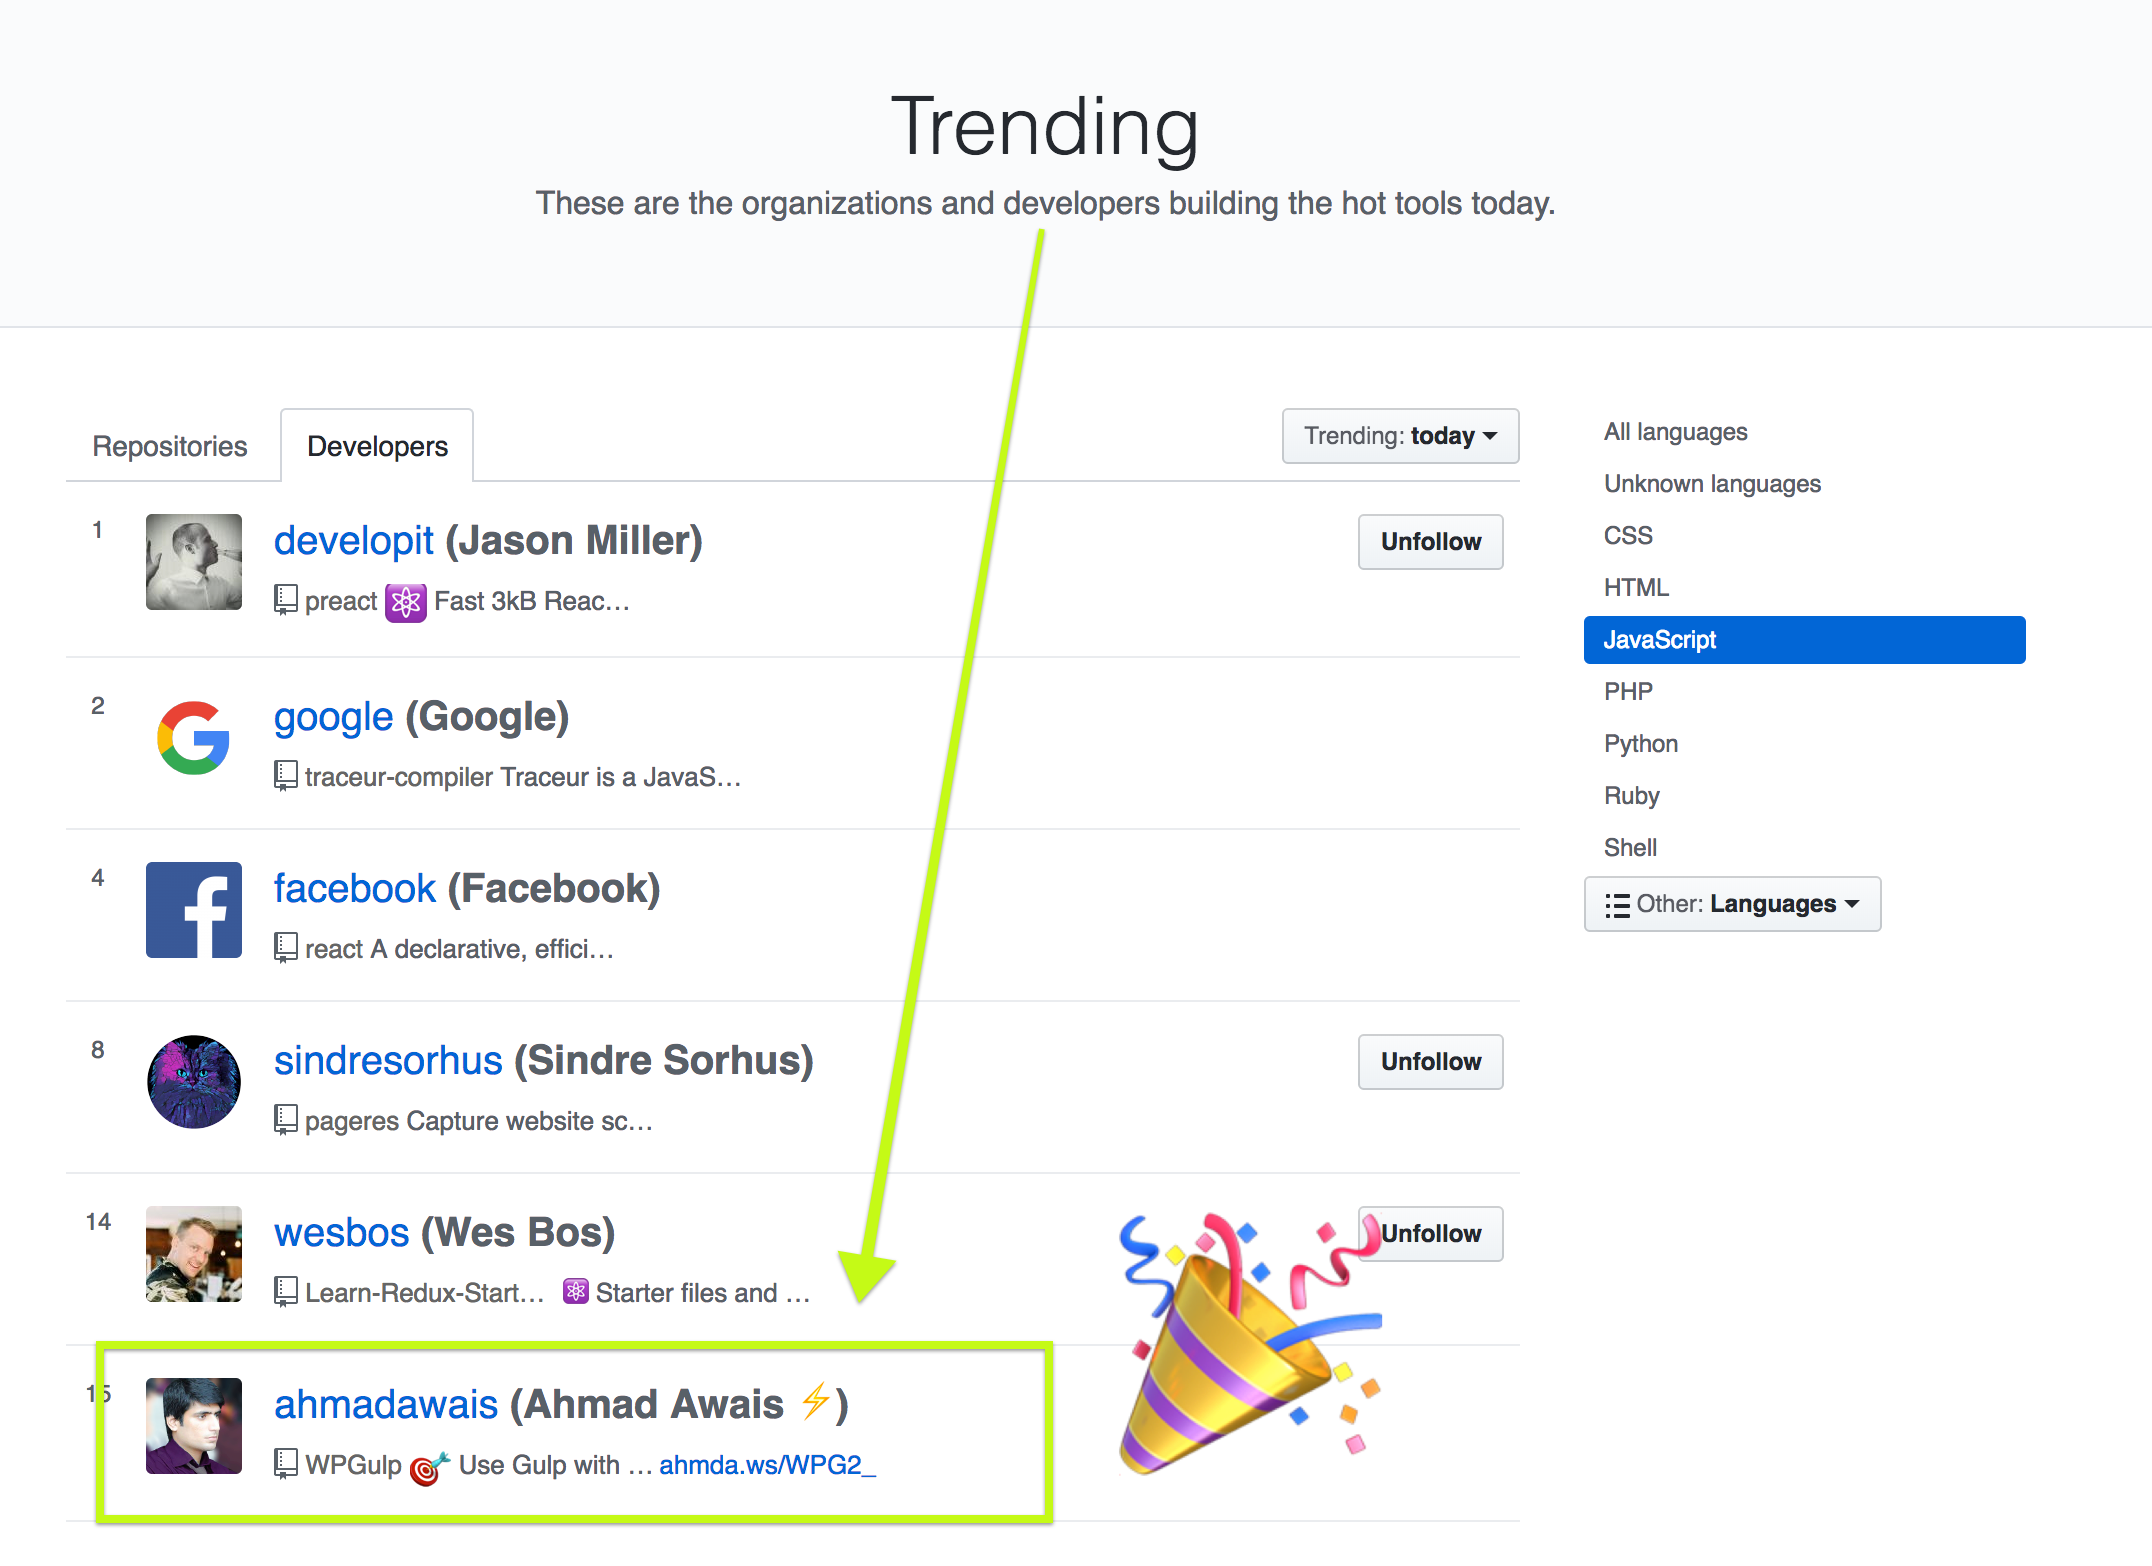 Trending
These are the organizations and developers building the hot tools today.
Repositories
Developers
Trending: today
1
developit (Jason Miller)
Unfollow
preact ⚛ Fast 3kB Reac…
2
google (Google)
traceur-compiler Traceur is a JavaS…
4
facebook (Facebook)
react A declarative, effici…
8
sindresorhus (Sindre Sorhus)
Unfollow
pageres Capture website sc…
14
wesbos (Wes Bos)
Unfollow
Learn-Redux-Start… ⚛ Starter files and …
15
ahmadawais (Ahmad Awais ⚡)
WPGulp 🎯 Use Gulp with … ahmda.ws/WPG2_
All languages
Unknown languages
CSS
HTML
JavaScript
PHP
Python
Ruby
Shell
Other: Languages